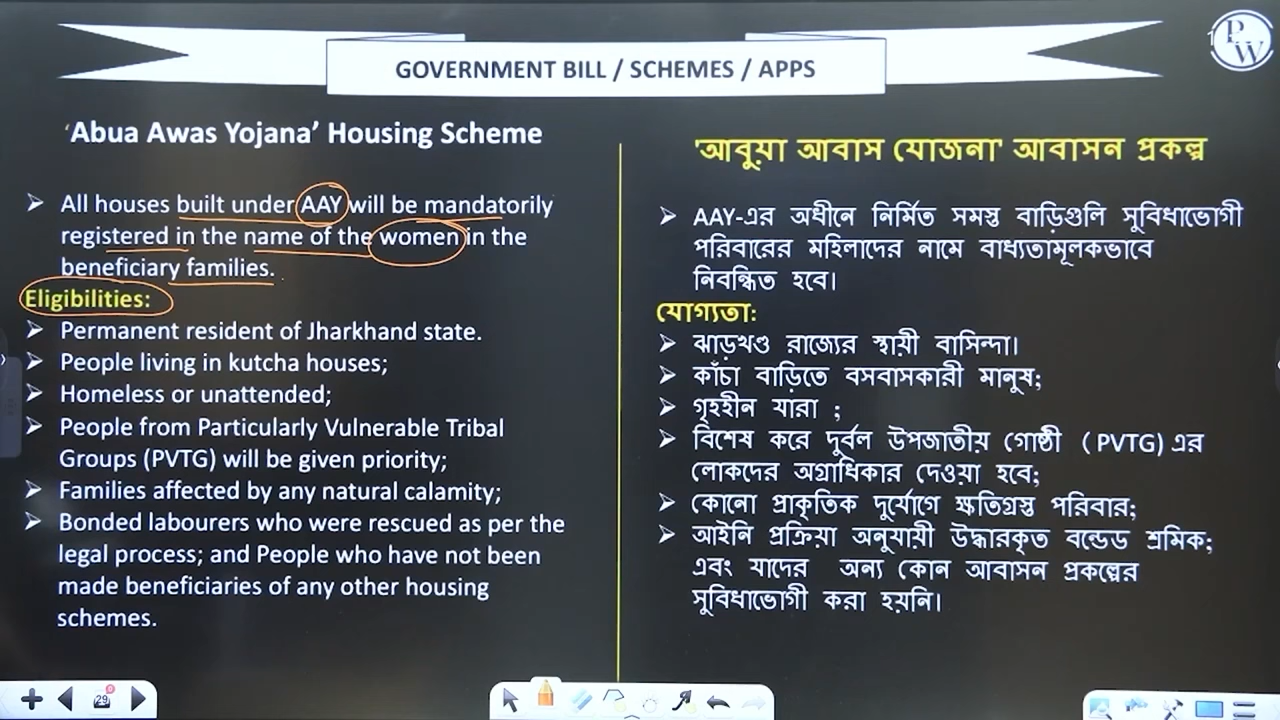 GOVERNMENT BILL / SCHEMES / APPS
PW
‘Abua Awas Yojana’ Housing Scheme
All houses built under AAY will be mandatorily
registered in the name of the women in the
beneficiary families.
Eligibilities:
Permanent resident of Jharkhand state.
People living in kutcha houses;
Homeless or unattended;
People from Particularly Vulnerable Tribal
Groups (PVTG) will be given priority;
Families affected by any natural calamity;
Bonded labourers who were rescued as per the
legal process; and People who have not been
made beneficiaries of any other housing
schemes.
'আবুয়া আবাস যোজনা' আবাসন প্রকল্প
AAY-এর অধীনে নির্মিত সমস্ত বাড়িগুলি সুবিধাভোগী
পরিবারের মহিলাদের নামে বাধ্যতামূলকভাবে
নিবন্ধিত হবে।
যোগ্যতা:
ঝাড়খণ্ড রাজ্যের স্থায়ী বাসিন্দা।
কাঁচা বাড়িতে বসবাসকারী মানুষ;
গৃহহীন যারা ;
বিশেষ করে দুর্বল উপজাতীয় গোষ্ঠী ( PVTG) এর
লোকদের অগ্রাধিকার দেওয়া হবে;
কোনো প্রাকৃতিক দুর্যোগে ক্ষতিগ্রস্ত পরিবার;
আইনি প্রক্রিয়া অনুযায়ী উদ্ধারকৃত বন্ডেড শ্রমিক;
এবং যাদের অন্য কোন আবাসন প্রকল্পের
সুবিধাভোগী করা হয়নি।
29